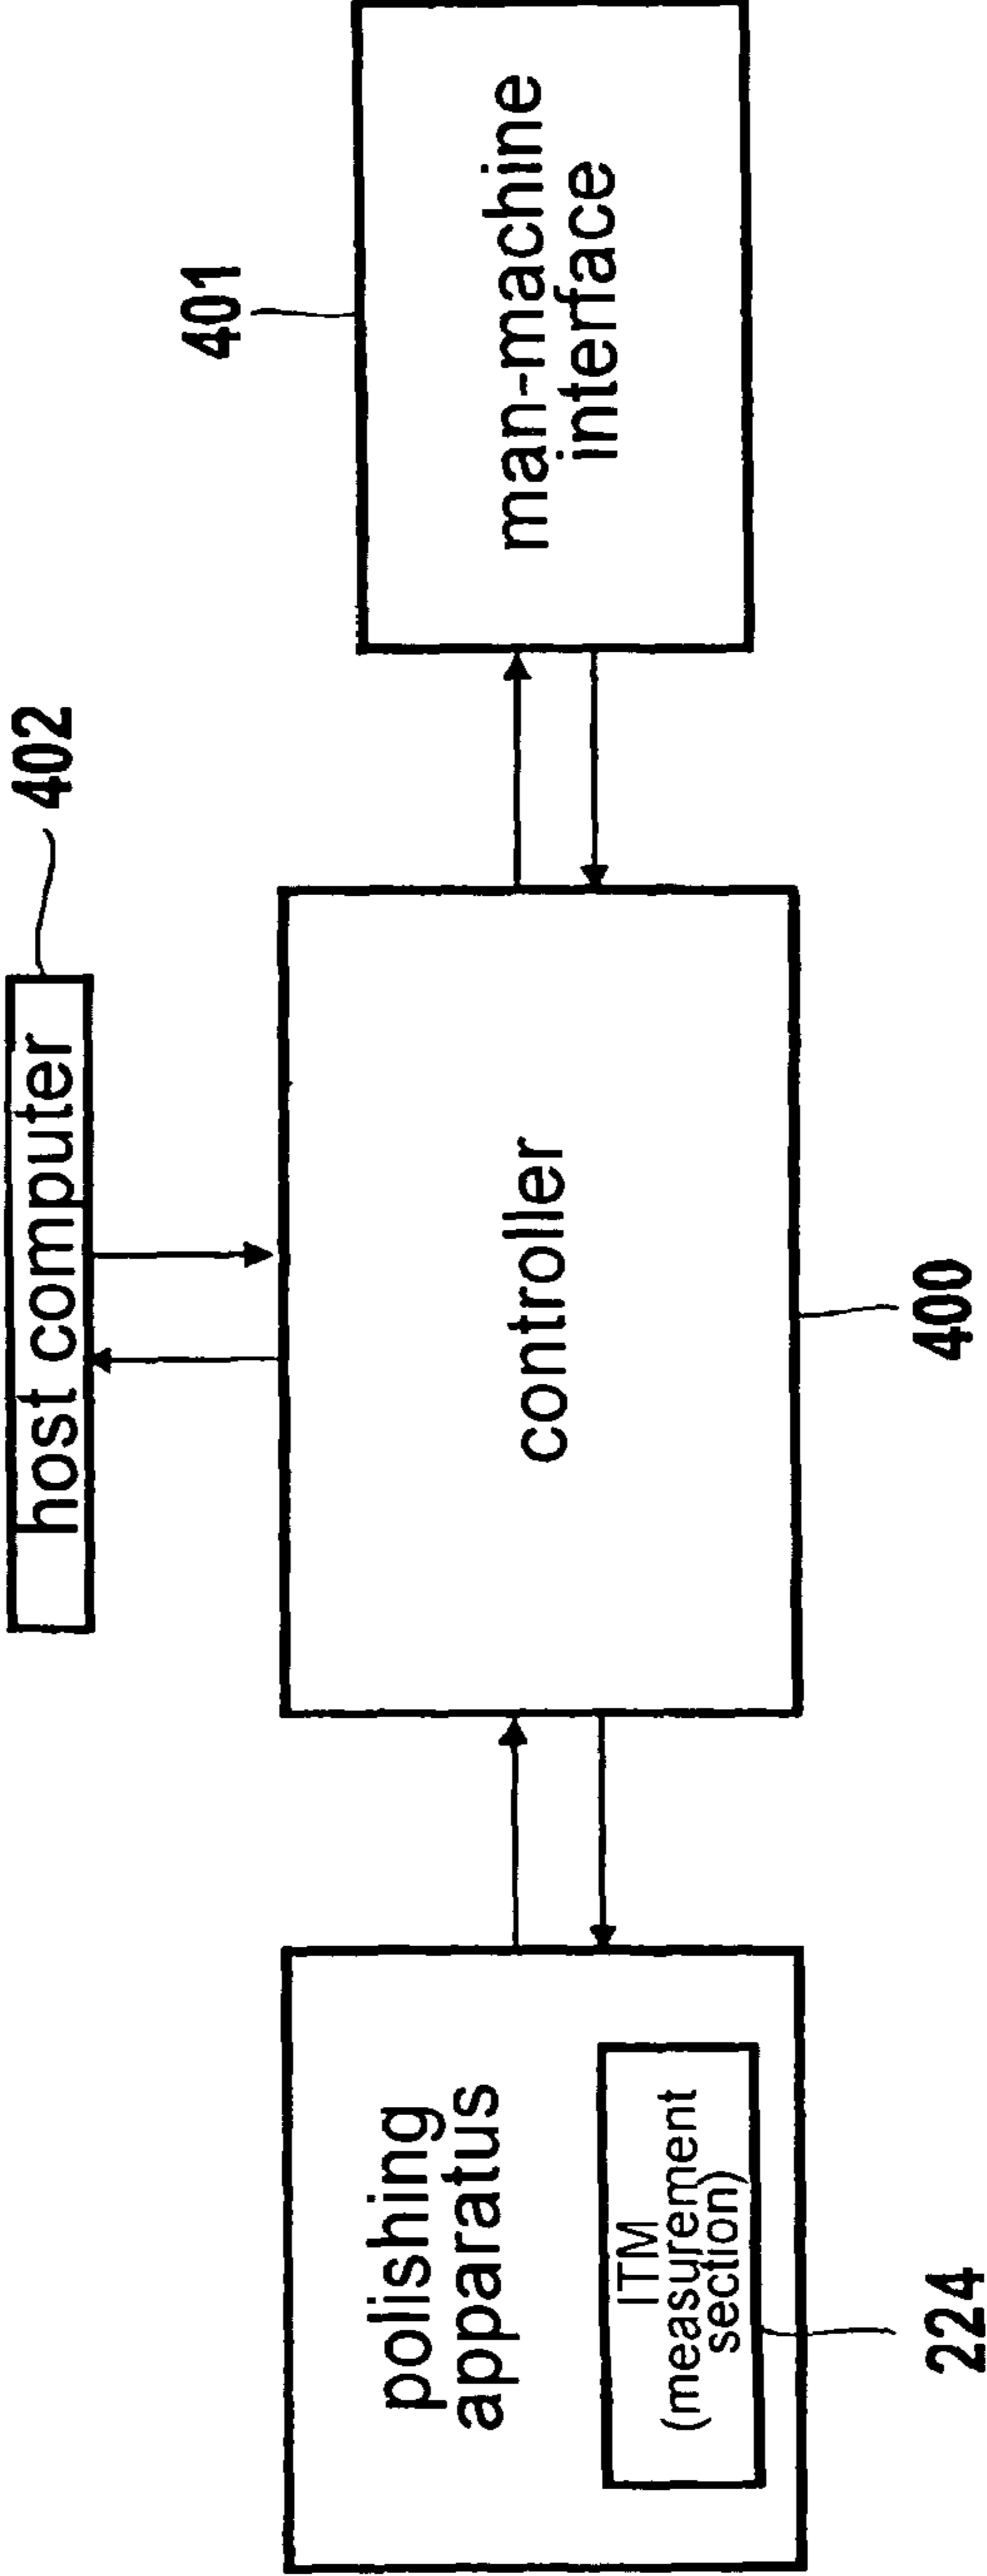 402
host computer
401
man-machine
interface
controller
400
polishing
apparatus
ITM
(measurement
section)
224